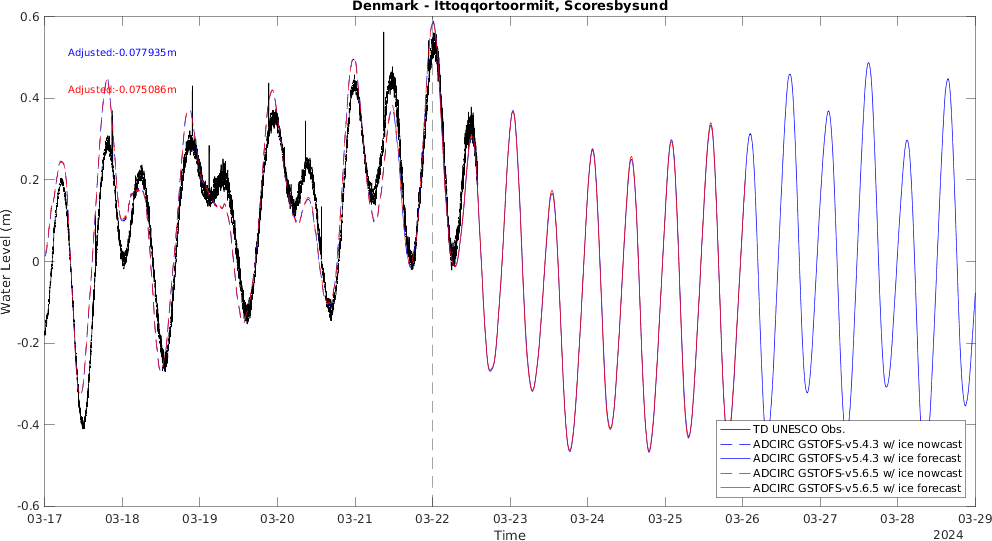 Denmark - Ittoqqortoormiit, Scoresbysund
Adjusted:-0.077935m
Adjusted:-0.075086m
Water Level (m)
0.6
0.4
0.2
0
-0.2
-0.4
-0.6
TD UNESCO Obs.
ADCIRC GSTOFS-v5.4.3 w/ ice nowcast
ADCIRC GSTOFS-v5.4.3 w/ ice forecast
ADCIRC GSTOFS-v5.6.5 w/ ice nowcast
ADCIRC GSTOFS-v5.6.5 w/ ice forecast
03-17 03-18 03-19 03-20 03-21 03-22 03-23 03-24 03-25 03-26 03-27 03-28 03-29
Time
2024